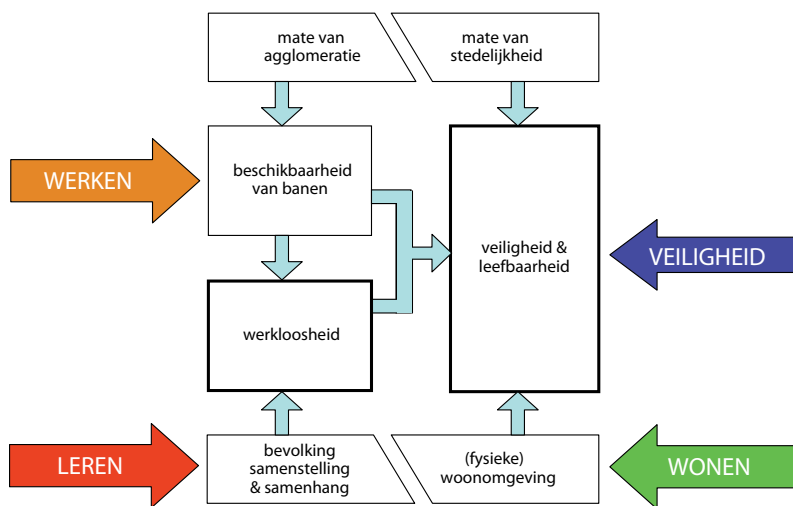 mate van
agglomeratie
mate van
stedelijkheid
WERKEN
beschikbaarheid
van banen
veiligheid &
leefbaarheid
VEILIGHEID
werkloosheid
LEREN
bevolking
samenstelling
& samenhang
(fysieke)
woonomgeving
WONEN